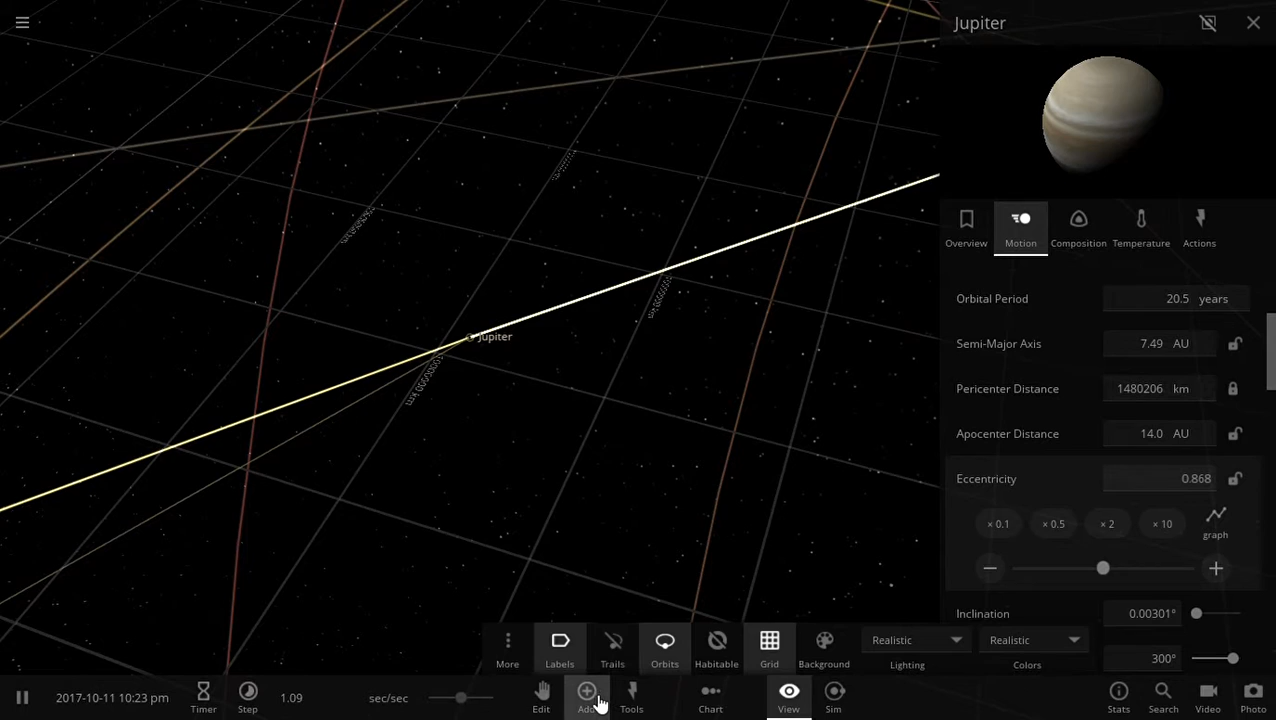 Jupiter
Overview Motion Composition Temperature Actions
Orbital Period 20.5 years
Semi-Major Axis 7.49 AU
Pericenter Distance 1480206 km
Apocenter Distance 14.0 AU
Eccentricity 0.868
× 0.1 × 0.5 × 2 × 10 graph
Inclination 0.00301°
300°
Jupiter
More Labels Trails Orbits Habitable Grid Background
Realistic Lighting
Realistic Colors
2017-10-11 10:23 pm Timer Step 1.09 sec/sec
Edit Add Tools Chart View Sim
Stats Search Video Photo